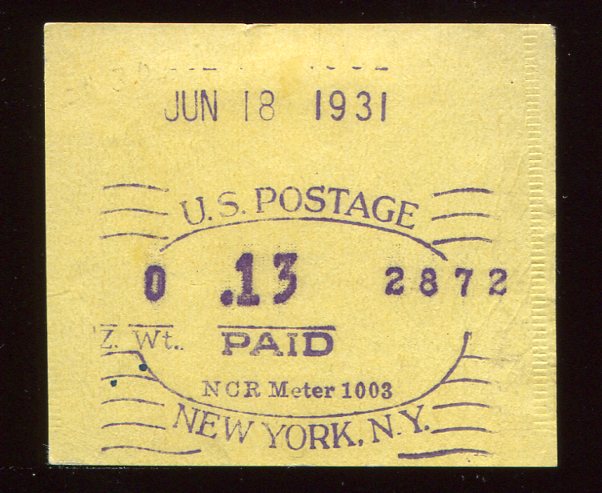 JUN 18 1931
U.S. POSTAGE
0 .13 2872
Z. Wt.. PAID
NCR Meter 1003
NEW YORK, N.Y.